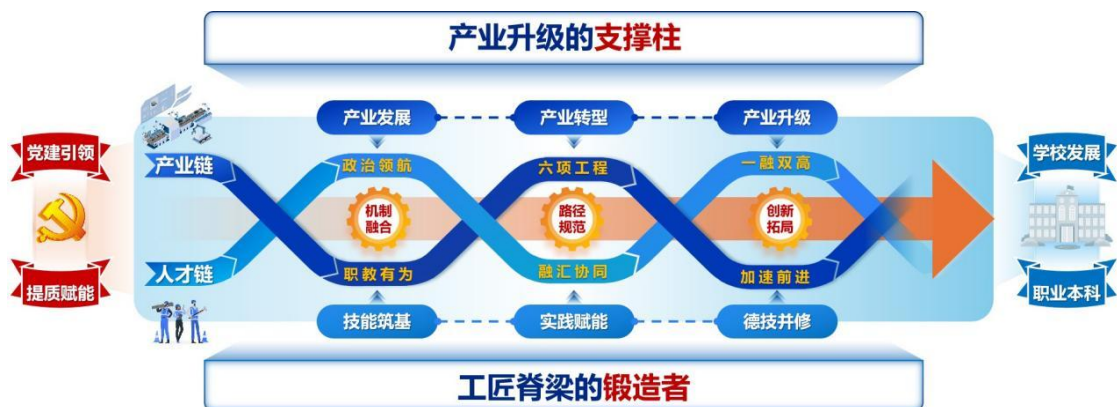 产业升级的支撑柱
产业发展
产业转型
产业升级
党建引领
提质赋能
产业链
人才链
政治领航
六项工程
一融双高
机制
融合
路径
规范
创新
拓局
职教有为
融汇协同
加速前进
技能筑基
实践赋能
德技并修
学校发展
职业本科
工匠脊梁的锻造者